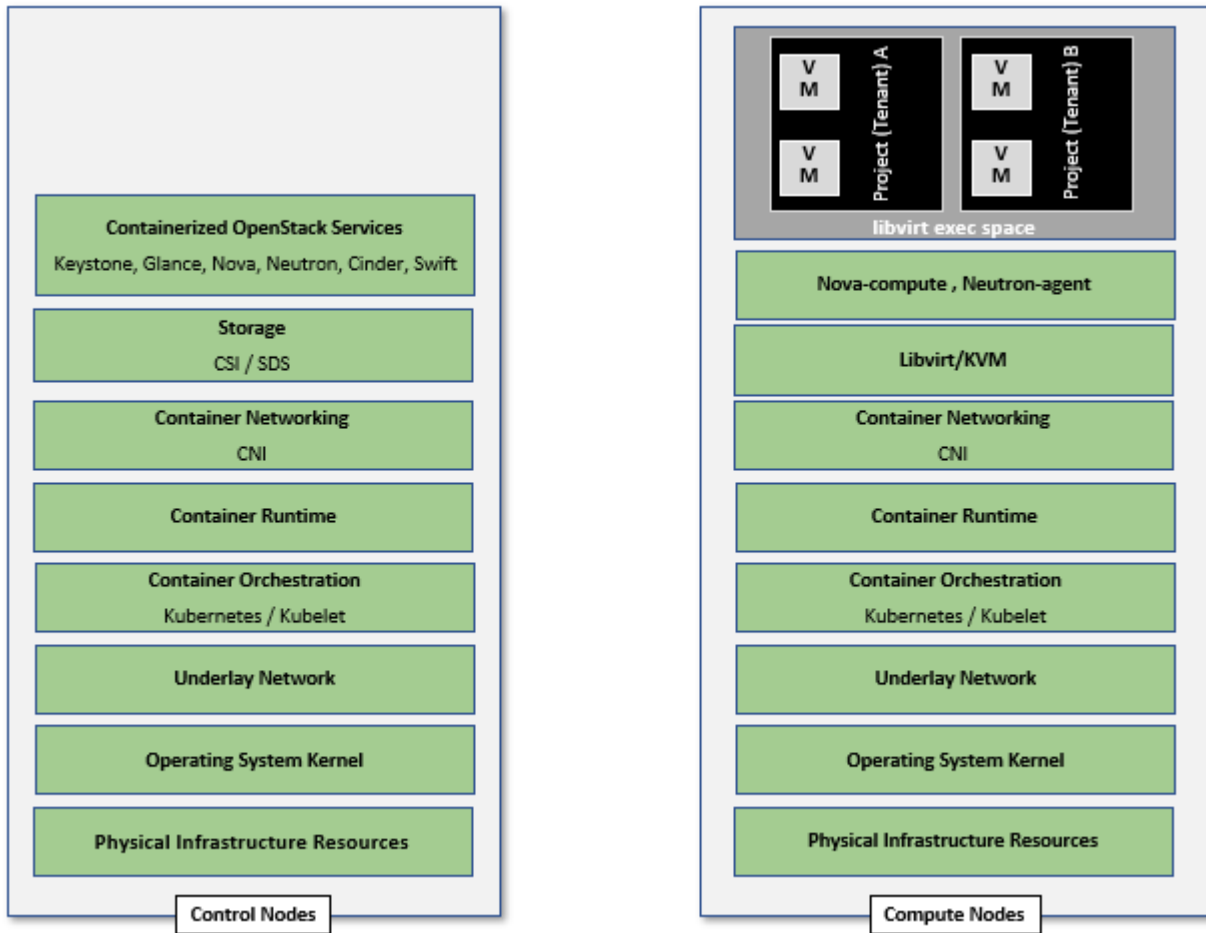 Containerized OpenStack Services
Keystone, Glance, Nova, Neutron, Cinder, Swift
Storage
CSI / SDS
Container Networking
CNI
Container Runtime
Container Orchestration
Kubernetes / Kubelet
Underlay Network
Operating System Kernel
Physical Infrastructure Resources
Control Nodes
V
M
V
M
Project (Tenant) A
V
M
V
M
Project (Tenant) B
libvirt exec space
Nova-compute , Neutron-agent
Libvirt/KVM
Container Networking
CNI
Container Runtime
Container Orchestration
Kubernetes / Kubelet
Underlay Network
Operating System Kernel
Physical Infrastructure Resources
Compute Nodes